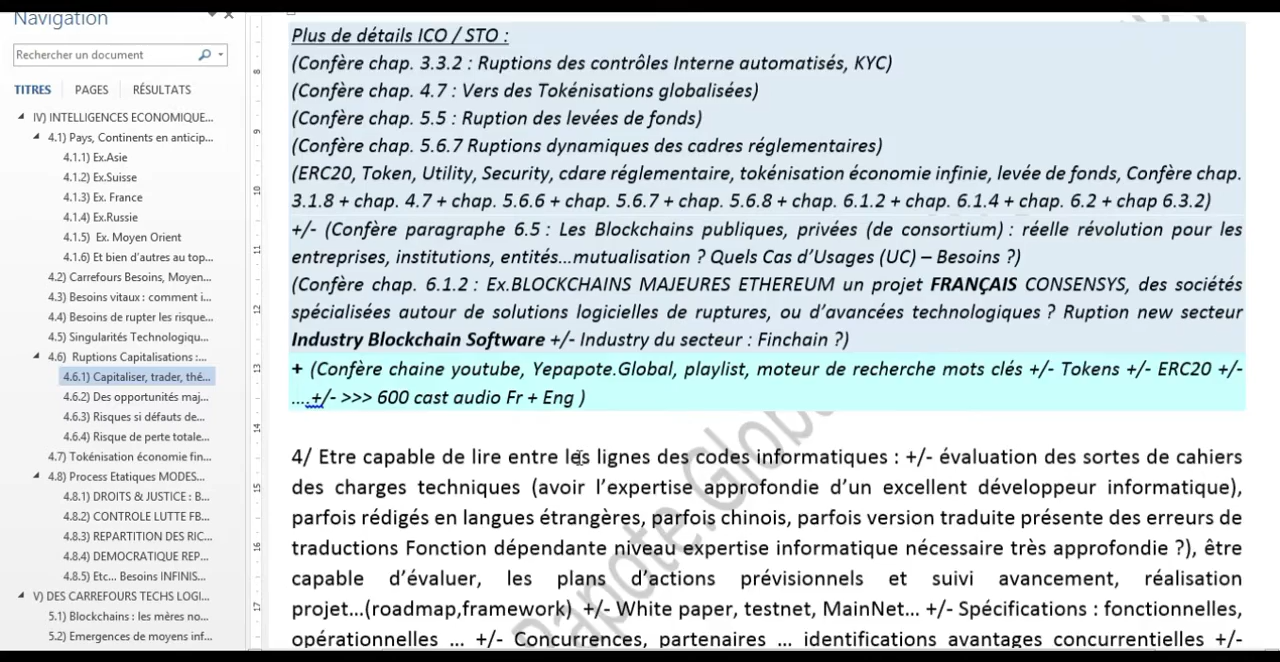 Navigation
Rechercher un document
TITRES PAGES RÉSULTATS
IV) INTELLIGENCES ECONOMIQUE...
4.1) Pays, Continents en anticip...
4.1.1) Ex.Asie
4.1.2) Ex.Suisse
4.1.3) Ex. France
4.1.4) Ex.Russie
4.1.5) Ex. Moyen Orient
4.1.6) Et bien d'autres au top...
4.2) Carrefours Besoins, Moyen...
4.3) Besoins vitaux : comment i...
4.4) Besoins de rupter les risque...
4.5) Singularités Technologiqu...
4.6) Ruptions Capitalisations :...
4.6.1) Capitaliser, trader, thé...
4.6.2) Des opportunités maj...
4.6.3) Risques si défauts de...
4.6.4) Risque de perte totale...
4.7) Tokénisation économie fin...
4.8) Process Etatiques MODES...
4.8.1) DROITS & JUSTICE : B...
4.8.2) CONTROLE LUTTE FB...
4.8.3) REPARTITION DES RIC...
4.8.4) DEMOCRATIQUE REP...
4.8.5) Etc... Besoins INFINIS...
V) DES CARREFOURS TECHS LOGI...
5.1) Blockchains : les mères no...
5.2) Emergences de moyens inf...
8
9
10
11
12
13
14
15
16
17
Plus de détails ICO / STO :
(Confère chap. 3.3.2 : Ruptions des contrôles Interne automatisés, KYC)
(Confère chap. 4.7 : Vers des Tokénisations globalisées)
(Confère chap. 5.5 : Ruption des levées de fonds)
(Confère chap. 5.6.7 Ruptions dynamiques des cadres réglementaires)
(ERC20, Token, Utility, Security, cdare réglementaire, tokénisation économie infinie, levée de fonds, Confère chap.
3.1.8 + chap. 4.7 + chap. 5.6.6 + chap. 5.6.7 + chap. 5.6.8 + chap. 6.1.2 + chap. 6.1.4 + chap. 6.2 + chap 6.3.2)
+/- (Confère paragraphe 6.5 : Les Blockchains publiques, privées (de consortium) : réelle révolution pour les
entreprises, institutions, entités...mutualisation ? Quels Cas d'Usages (UC) – Besoins ?)
(Confère chap. 6.1.2 : Ex.BLOCKCHAINS MAJEURES ETHEREUM un projet FRANÇAIS CONSENSYS, des sociétés
spécialisées autour de solutions logicielles de ruptures, ou d'avancées technologiques ? Ruption new secteur
Industry Blockchain Software +/- Industry du secteur : Finchain ?)
+ (Confère chaine youtube, Yepapote.Global, playlist, moteur de recherche mots clés +/- Tokens +/- ERC20 +/-
....+/- >>> 600 cast audio Fr + Eng )
4/ Etre capable de lire entre les lignes des codes informatiques : +/- évaluation des sortes de cahiers
des charges techniques (avoir l'expertise approfondie d'un excellent développeur informatique),
parfois rédigés en langues étrangères, parfois chinois, parfois version traduite présente des erreurs de
traductions Fonction dépendante niveau expertise informatique nécessaire très approfondie ?), être
capable d'évaluer, les plans d'actions prévisionnels et suivi avancement, réalisation
projet...(roadmap,framework) +/- White paper, testnet, MainNet... +/- Spécifications : fonctionnelles,
opérationnelles ... +/- Concurrences, partenaires ... identifications avantages concurrentielles +/-